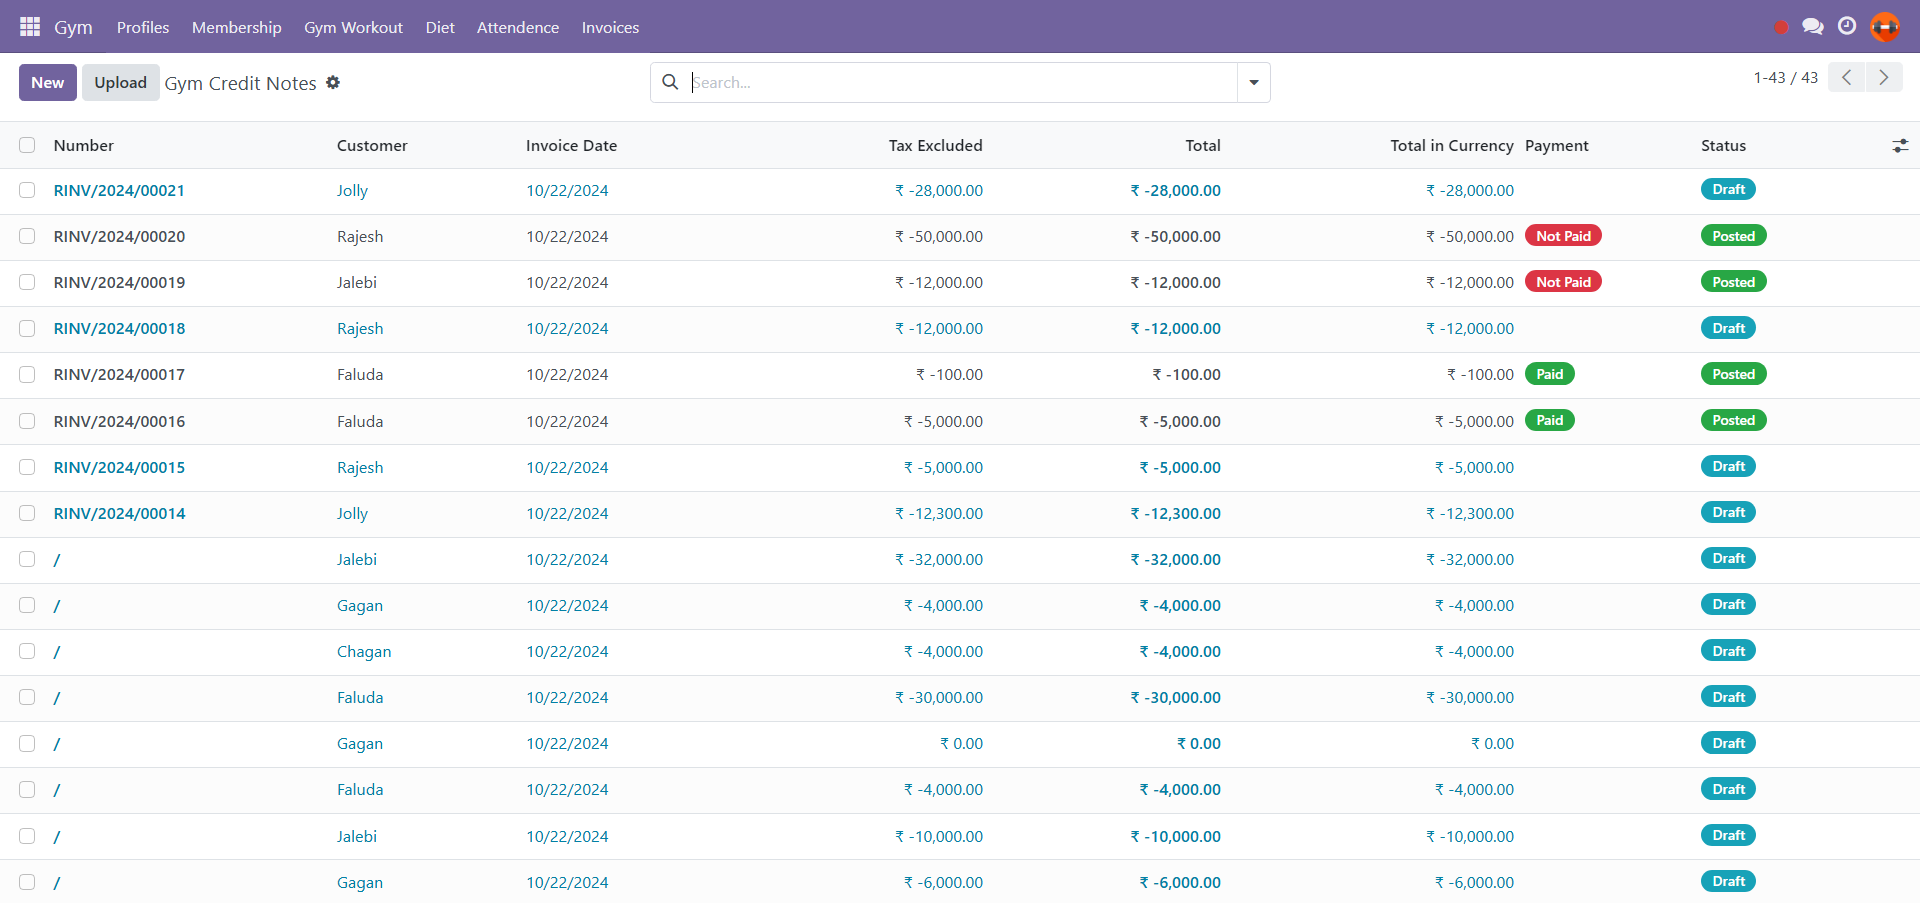 Gym Profiles Membership Gym Workout Diet Attendence Invoices
New Upload Gym Credit Notes Search... 1-43 / 43
Number Customer Invoice Date Tax Excluded Total Total in Currency Payment Status
RINV/2024/00021 Jolly 10/22/2024 ₹ -28,000.00 ₹ -28,000.00 ₹ -28,000.00 Draft
RINV/2024/00020 Rajesh 10/22/2024 ₹ -50,000.00 ₹ -50,000.00 ₹ -50,000.00 Not Paid Posted
RINV/2024/00019 Jalebi 10/22/2024 ₹ -12,000.00 ₹ -12,000.00 ₹ -12,000.00 Not Paid Posted
RINV/2024/00018 Rajesh 10/22/2024 ₹ -12,000.00 ₹ -12,000.00 ₹ -12,000.00 Draft
RINV/2024/00017 Faluda 10/22/2024 ₹ -100.00 ₹ -100.00 ₹ -100.00 Paid Posted
RINV/2024/00016 Faluda 10/22/2024 ₹ -5,000.00 ₹ -5,000.00 ₹ -5,000.00 Paid Posted
RINV/2024/00015 Rajesh 10/22/2024 ₹ -5,000.00 ₹ -5,000.00 ₹ -5,000.00 Draft
RINV/2024/00014 Jolly 10/22/2024 ₹ -12,300.00 ₹ -12,300.00 ₹ -12,300.00 Draft
/ Jalebi 10/22/2024 ₹ -32,000.00 ₹ -32,000.00 ₹ -32,000.00 Draft
/ Gagan 10/22/2024 ₹ -4,000.00 ₹ -4,000.00 ₹ -4,000.00 Draft
/ Chagan 10/22/2024 ₹ -4,000.00 ₹ -4,000.00 ₹ -4,000.00 Draft
/ Faluda 10/22/2024 ₹ -30,000.00 ₹ -30,000.00 ₹ -30,000.00 Draft
/ Gagan 10/22/2024 ₹ 0.00 ₹ 0.00 ₹ 0.00 Draft
/ Faluda 10/22/2024 ₹ -4,000.00 ₹ -4,000.00 ₹ -4,000.00 Draft
/ Jalebi 10/22/2024 ₹ -10,000.00 ₹ -10,000.00 ₹ -10,000.00 Draft
/ Gagan 10/22/2024 ₹ -6,000.00 ₹ -6,000.00 ₹ -6,000.00 Draft